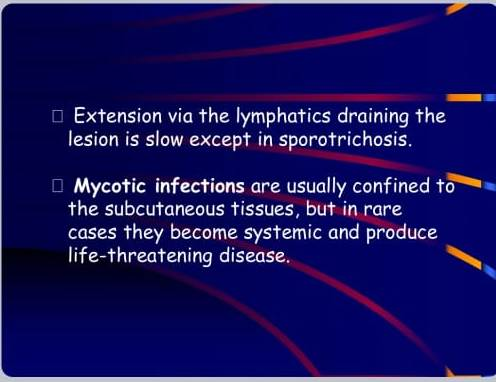 Extension via the lymphatics draining the
lesion is slow except in sporotrichosis.
Mycotic infections are usually confined to
the subcutaneous tissues, but in rare
cases they become systemic and produce
life-threatening disease.